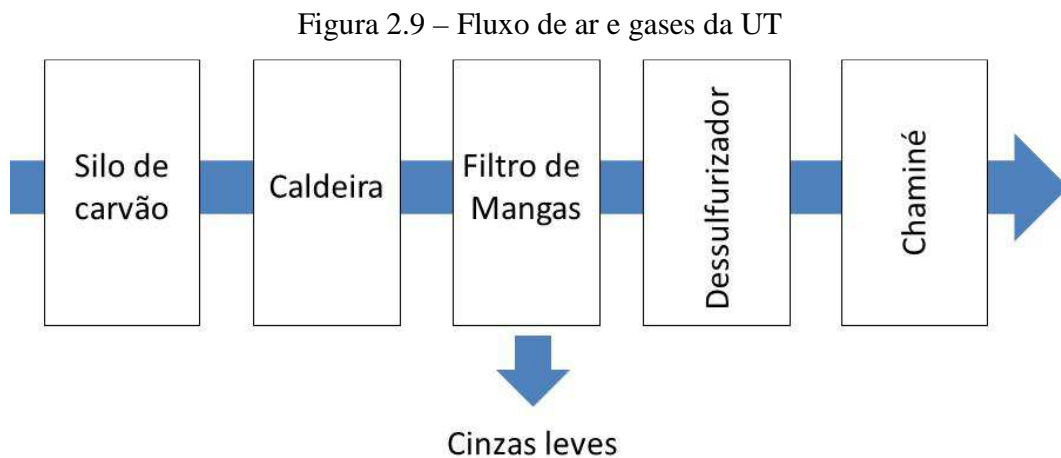 Figura 2.9 – Fluxo de ar e gases da UT
Silo de
carvão
Caldeira
Filtro de
Mangas
Dessulfurizador
Chaminé
Cinzas leves